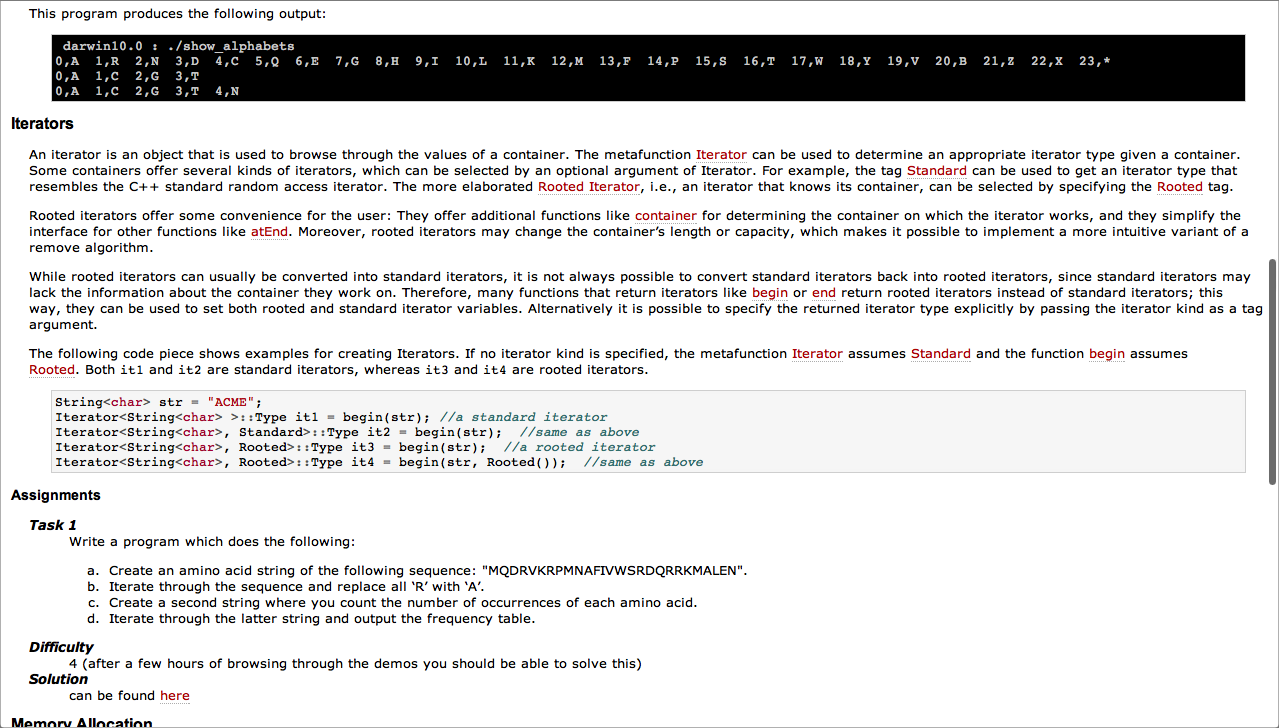 This program produces the following output:
darwin10.0 : ./show_alphabets
0,A 1,R 2,N 3,D 4,C 5,Q 6,E 7,G 8,H 9,I 10,L 11,K 12,M 13,F 14,P 15,S 16,T 17,W 18,Y 19,V 20,B 21,Z 22,X 23,*
0,A 1,C 2,G 3,T
0,A 1,C 2,G 3,T 4,N
Iterators
An iterator is an object that is used to browse through the values of a container. The metafunction Iterator can be used to determine an appropriate iterator type given a container.
Some containers offer several kinds of iterators, which can be selected by an optional argument of Iterator. For example, the tag Standard can be used to get an iterator type that
resembles the C++ standard random access iterator. The more elaborated Rooted Iterator, i.e., an iterator that knows its container, can be selected by specifying the Rooted tag.
Rooted iterators offer some convenience for the user: They offer additional functions like container for determining the container on which the iterator works, and they simplify the
interface for other functions like atEnd. Moreover, rooted iterators may change the container’s length or capacity, which makes it possible to implement a more intuitive variant of a
remove algorithm.
While rooted iterators can usually be converted into standard iterators, it is not always possible to convert standard iterators back into rooted iterators, since standard iterators may
lack the information about the container they work on. Therefore, many functions that return iterators like begin or end return rooted iterators instead of standard iterators; this
way, they can be used to set both rooted and standard iterator variables. Alternatively it is possible to specify the returned iterator type explicitly by passing the iterator kind as a tag
argument.
The following code piece shows examples for creating Iterators. If no iterator kind is specified, the metafunction Iterator assumes Standard and the function begin assumes
Rooted. Both it1 and it2 are standard iterators, whereas it3 and it4 are rooted iterators.
String<char> str = "ACME";
Iterator<String<char> >::Type it1 = begin(str); //a standard iterator
Iterator<String<char>, Standard>::Type it2 = begin(str); //same as above
Iterator<String<char>, Rooted>::Type it3 = begin(str); //a rooted iterator
Iterator<String<char>, Rooted>::Type it4 = begin(str, Rooted()); //same as above
Assignments
Task 1
Write a program which does the following:
a. Create an amino acid string of the following sequence: "MQDRVKRPMNAFIVWSRDQRRKMALEN".
b. Iterate through the sequence and replace all ‘R’ with ‘A’.
c. Create a second string where you count the number of occurrences of each amino acid.
d. Iterate through the latter string and output the frequency table.
Difficulty
4 (after a few hours of browsing through the demos you should be able to solve this)
Solution
can be found here
Memory Allocation